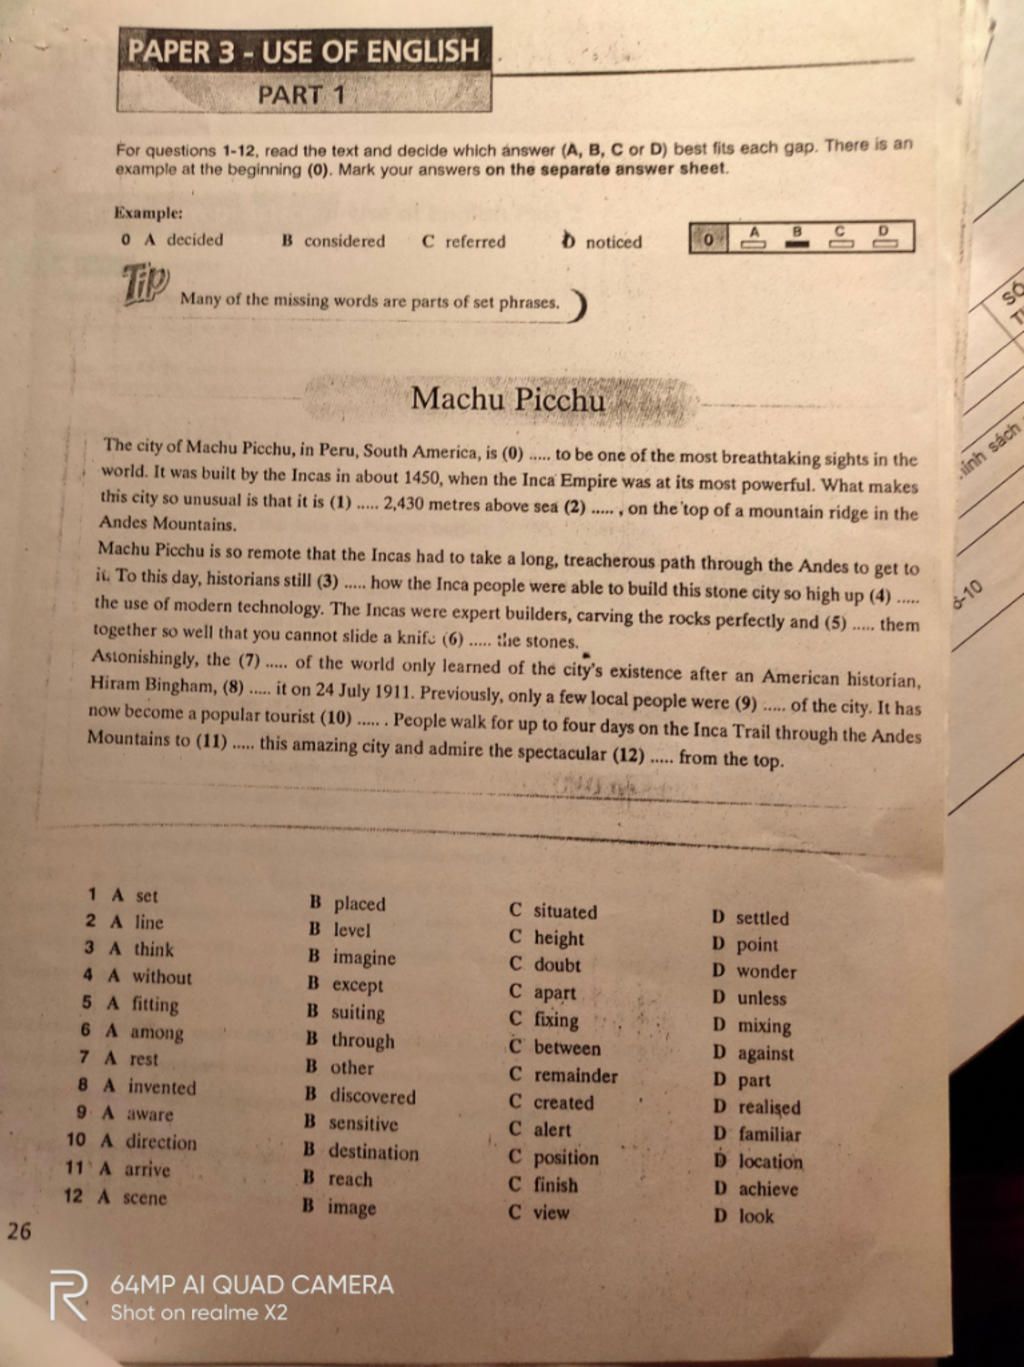 PAPER 3 - USE OF ENGLISH
PART 1
For questions 1-12, read the text and decide which answer (A, B, C or D) best fits each gap. There is an
example at the beginning (0). Mark your answers on the separate answer sheet.
Example:
0 A decided B considered C referred D noticed
0 A B C D
Tip
Many of the missing words are parts of set phrases.
Machu Picchu
The city of Machu Picchu, in Peru, South America, is (0) ..... to be one of the most breathtaking sights in the
world. It was built by the Incas in about 1450, when the Inca Empire was at its most powerful. What makes
this city so unusual is that it is (1) ..... 2,430 metres above sea (2) ..... , on the top of a mountain ridge in the
Andes Mountains.
Machu Picchu is so remote that the Incas had to take a long, treacherous path through the Andes to get to
it. To this day, historians still (3) ..... how the Inca people were able to build this stone city so high up (4) .....
the use of modern technology. The Incas were expert builders, carving the rocks perfectly and (5) ..... them
together so well that you cannot slide a knife (6) ..... the stones.
Astonishingly, the (7) ..... of the world only learned of the city's existence after an American historian,
Hiram Bingham, (8) ..... it on 24 July 1911. Previously, only a few local people were (9) ..... of the city. It has
now become a popular tourist (10) ..... . People walk for up to four days on the Inca Trail through the Andes
Mountains to (11) ..... this amazing city and admire the spectacular (12) ..... from the top.
1 A set B placed C situated D settled
2 A line B level C height D point
3 A think B imagine C doubt D wonder
4 A without B except C apart D unless
5 A fitting B suiting C fixing D mixing
6 A among B through C between D against
7 A rest B other C remainder D part
8 A invented B discovered C created D realised
9 A aware B sensitive C alert D familiar
10 A direction B destination C position D location
11 A arrive B reach C finish D achieve
12 A scene B image C view D look
26
64MP AI QUAD CAMERA
Shot on realme X2
sách